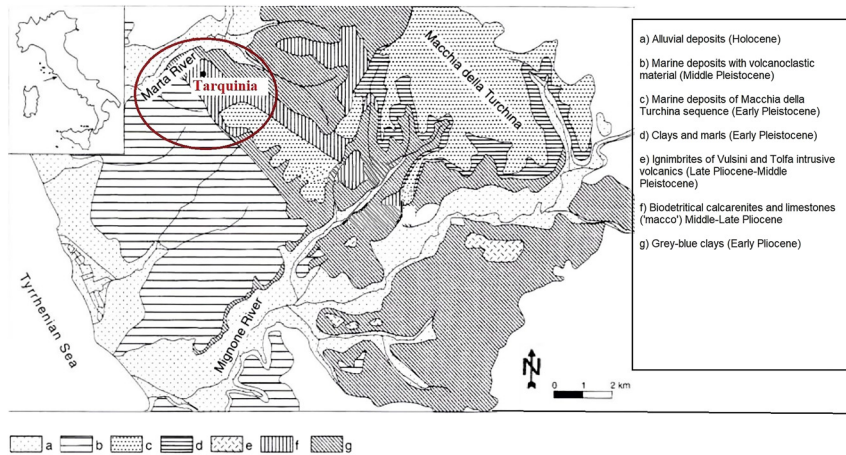 Marta River
Tarquinia
Macchia della Turchina
Tyrrhenian Sea
Mignone River
N
0 1 2 km
a) Alluvial deposits (Holocene)
b) Marine deposits with volcanoclastic
material (Middle Pleistocene)
c) Marine deposits of Macchia della
Turchina sequence (Early Pleistocene)
d) Clays and marls (Early Pleistocene)
e) Ignimbrites of Vulsini and Tolfa intrusive
volcanics (Late Pliocene-Middle
Pleistocene)
f) Biodetritical calcarenites and limestones
('macco') Middle-Late Pliocene
g) Grey-blue clays (Early Pliocene)
a b c d e f g